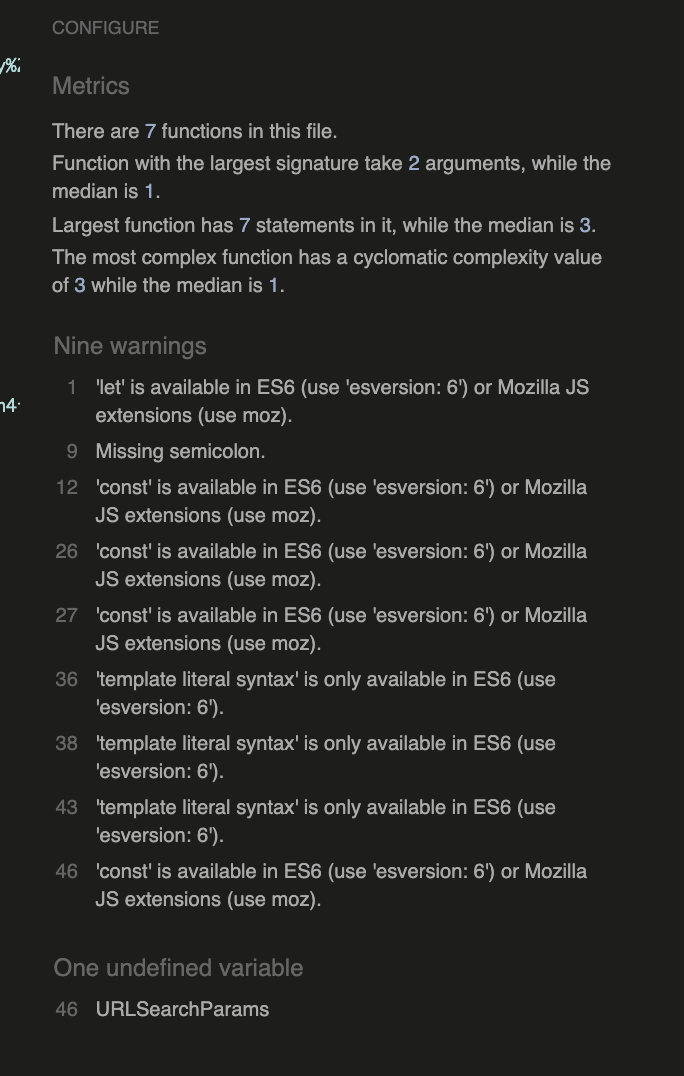 CONFIGURE
Metrics
There are 7 functions in this file.
Function with the largest signature take 2 arguments, while the
median is 1.
Largest function has 7 statements in it, while the median is 3.
The most complex function has a cyclomatic complexity value
of 3 while the median is 1.
Nine warnings
1 'let' is available in ES6 (use 'esversion: 6') or Mozilla JS
extensions (use moz).
9 Missing semicolon.
12 'const' is available in ES6 (use 'esversion: 6') or Mozilla
JS extensions (use moz).
26 'const' is available in ES6 (use 'esversion: 6') or Mozilla
JS extensions (use moz).
27 'const' is available in ES6 (use 'esversion: 6') or Mozilla
JS extensions (use moz).
36 'template literal syntax' is only available in ES6 (use
'esversion: 6').
38 'template literal syntax' is only available in ES6 (use
'esversion: 6').
43 'template literal syntax' is only available in ES6 (use
'esversion: 6').
46 'const' is available in ES6 (use 'esversion: 6') or Mozilla
JS extensions (use moz).
One undefined variable
46 URLSearchParams